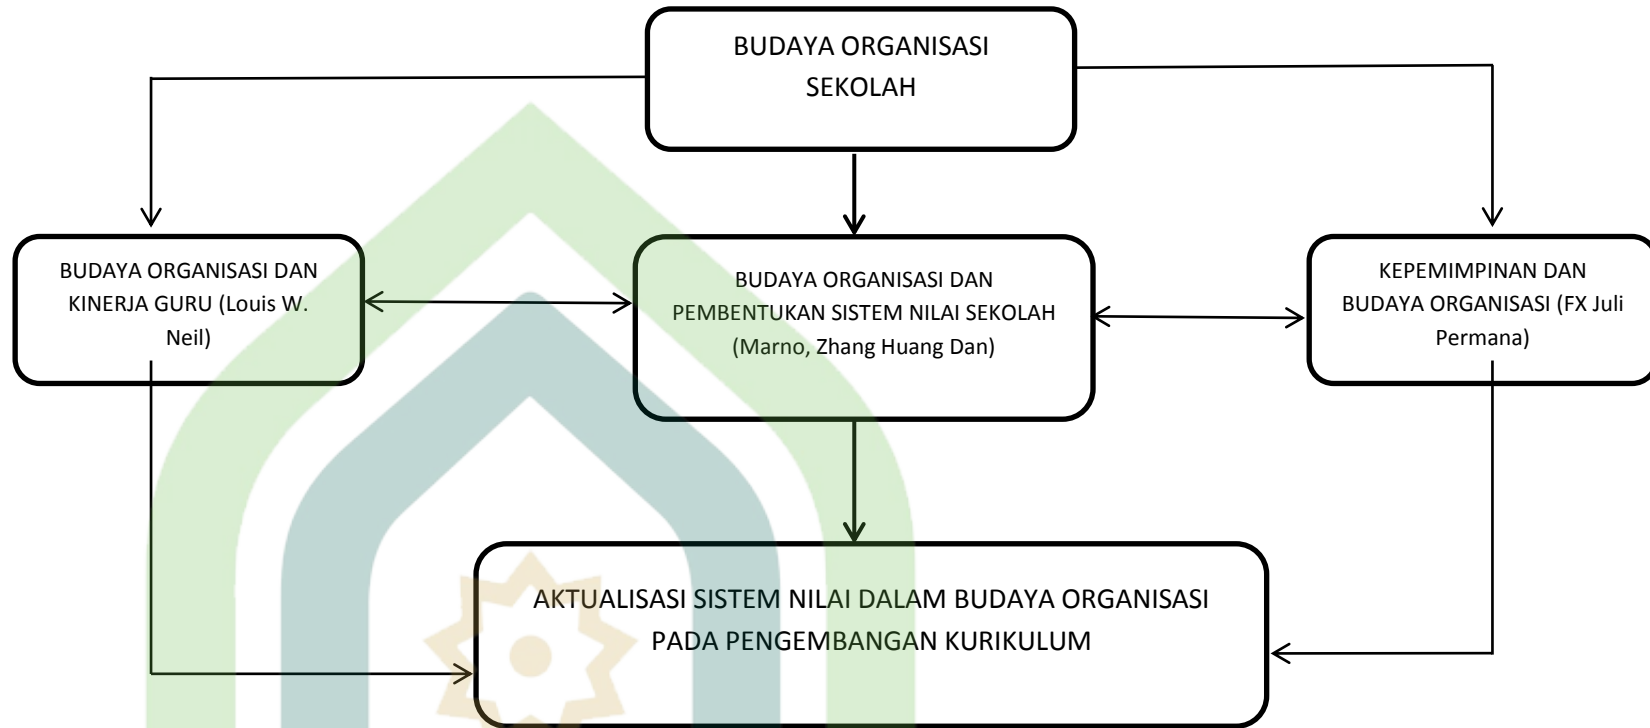 BUDAYA ORGANISASI
SEKOLAH
BUDAYA ORGANISASI DAN
KINERJA GURU (Louis W.
Neil)
BUDAYA ORGANISASI DAN
PEMBENTUKAN SISTEM NILAI SEKOLAH
(Marno, Zhang Huang Dan)
KEPEMIMPINAN DAN
BUDAYA ORGANISASI (FX Juli
Permana)
AKTUALISASI SISTEM NILAI DALAM BUDAYA ORGANISASI
PADA PENGEMBANGAN KURIKULUM